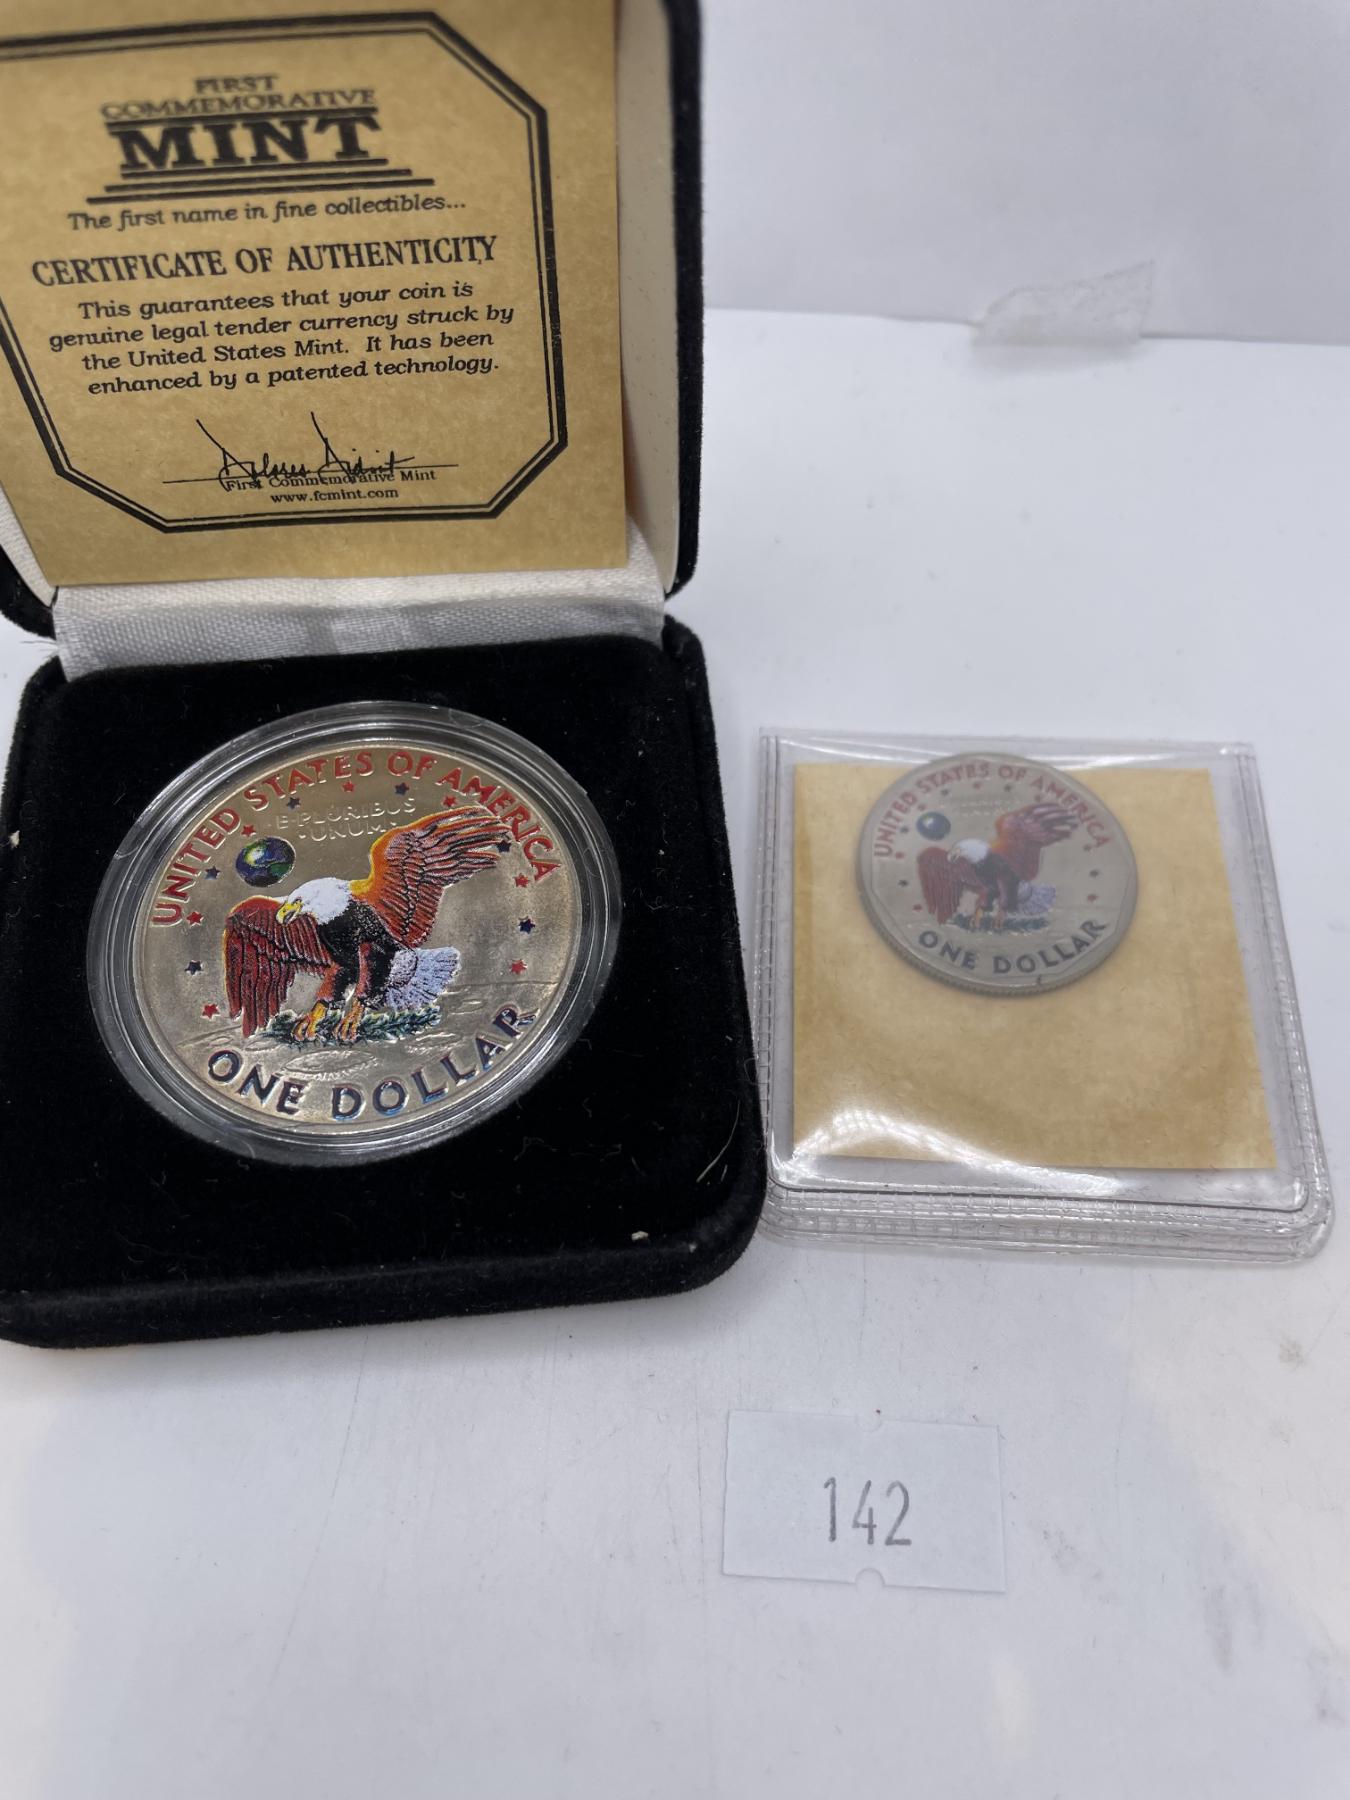 FIRST
COMMEMORATIVE
MINT
The first name in fine collectibles...
CERTIFICATE OF AUTHENTICITY
This guarantees that your coin is
genuine legal tender currency struck by
the United States Mint. It has been
enhanced by a patented technology.
First Commemorative Mint
www.fcmint.com
UNITED STATES OF AMERICA
E·PLURIBUS
UNUM
ONE DOLLAR
UNITED STATES OF AMERICA
ONE DOLLAR
142